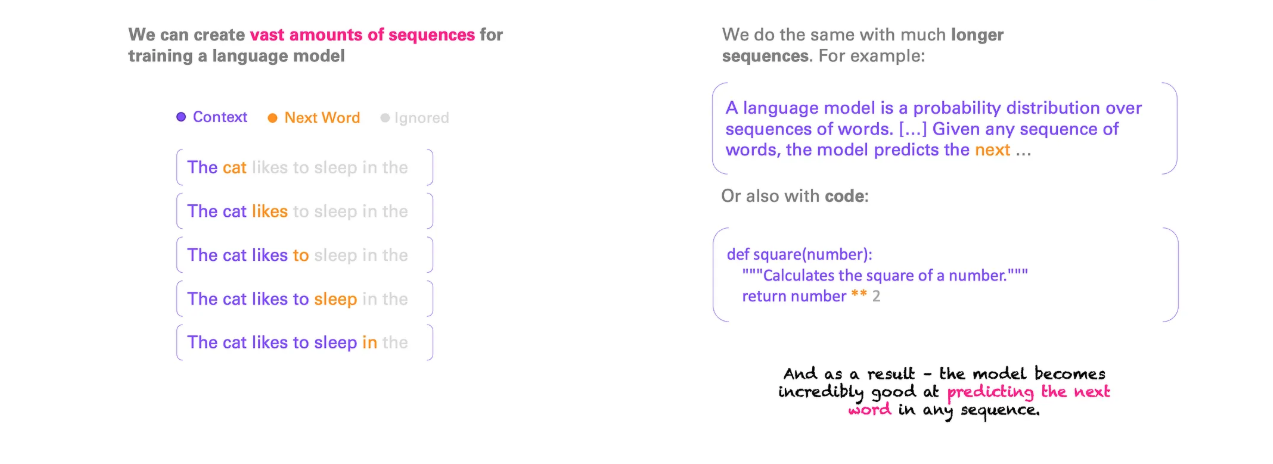 We can create vast amounts of sequences for
training a language model
Context Next Word Ignored
The cat likes to sleep in the
The cat likes to sleep in the
The cat likes to sleep in the
The cat likes to sleep in the
The cat likes to sleep in the
We do the same with much longer
sequences. For example:
A language model is a probability distribution over
sequences of words. [...] Given any sequence of
words, the model predicts the next ...
Or also with code:
def square(number):
"""Calculates the square of a number."""
return number ** 2
And as a result – the model becomes
incredibly good at predicting the next
word in any sequence.